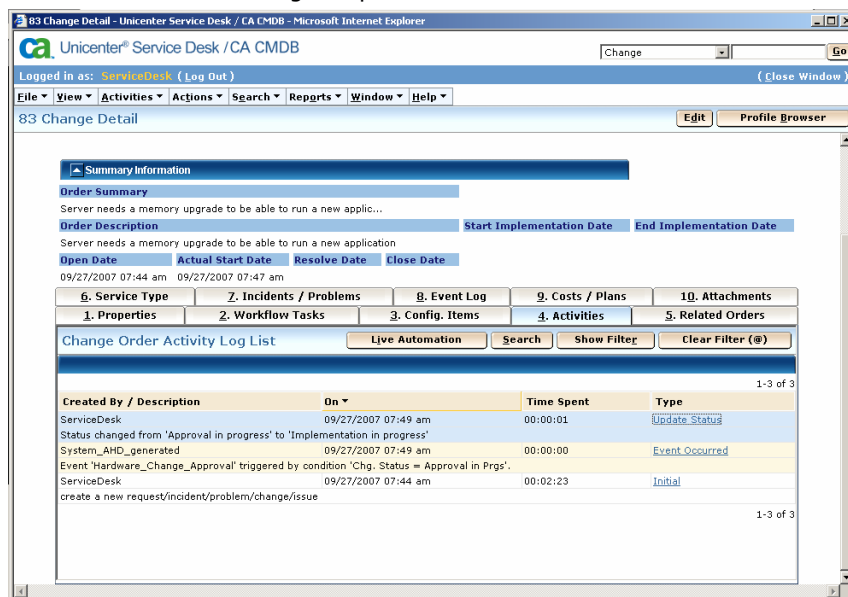 83 Change Detail - Unicenter Service Desk / CA CMDB - Microsoft Internet Explorer
ca Unicenter® Service Desk /CA CMDB
Change Go
Logged in as: ServiceDesk ( Log Out ) ( Close Window )
File View Activities Actions Search Reports Window Help
83 Change Detail Edit Profile Browser
Summary Information
Order Summary
Server needs a memory upgrade to be able to run a new applic...
Order Description Start Implementation Date End Implementation Date
Server needs a memory upgrade to be able to run a new application
Open Date Actual Start Date Resolve Date Close Date
09/27/2007 07:44 am 09/27/2007 07:47 am
6. Service Type 7. Incidents / Problems 8. Event Log 9. Costs / Plans 10. Attachments
1. Properties 2. Workflow Tasks 3. Config. Items 4. Activities 5. Related Orders
Change Order Activity Log List Live Automation Search Show Filter Clear Filter (@)
1-3 of 3
Created By / Description On Time Spent Type
ServiceDesk 09/27/2007 07:49 am 00:00:01 Update Status
Status changed from 'Approval in progress' to 'Implementation in progress'
System_AHD_generated 09/27/2007 07:49 am 00:00:00 Event Occurred
Event 'Hardware_Change_Approval' triggered by condition 'Chg. Status = Approval in Prgs'.
ServiceDesk 09/27/2007 07:44 am 00:02:23 Initial
create a new request/incident/problem/change/issue
1-3 of 3